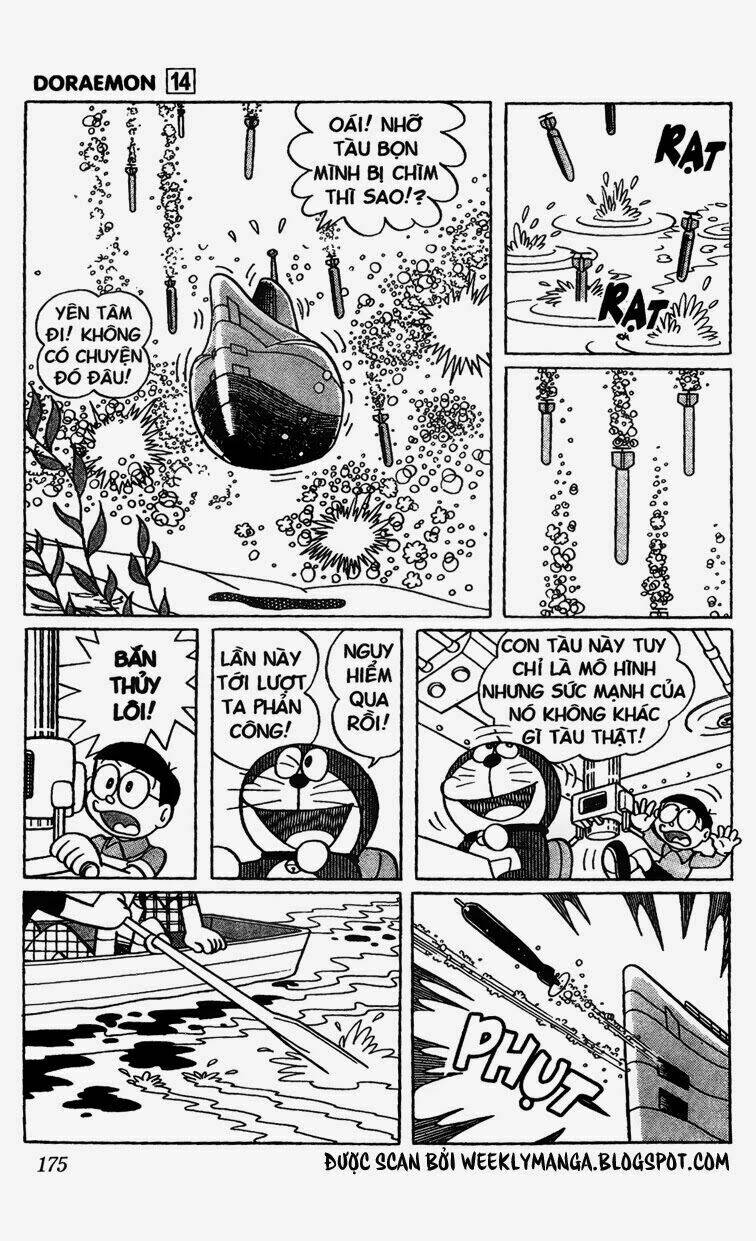 DORAEMON 14
RẠT
RẠT
OÁI! NHỠ
TÀU BỌN
MÌNH BỊ CHÌM
THÌ SAO!?
YÊN TÂM
ĐI! KHÔNG
CÓ CHUYỆN
ĐÓ ĐÂU!
CON TÀU NÀY TUY
CHỈ LÀ MÔ HÌNH
NHƯNG SỨC MẠNH CỦA
NÓ KHÔNG KHÁC
GÌ TÀU THẬT!
NGUY
HIỂM
QUA
RỒI!
LẦN NÀY
TỚI LƯỢT
TA PHẢN
CÔNG!
BẮN
THỦY
LÔI!
PHỤT
175
ĐƯỢC SCAN BỞI WEEKLYMANGA.BLOGSPOT.COM